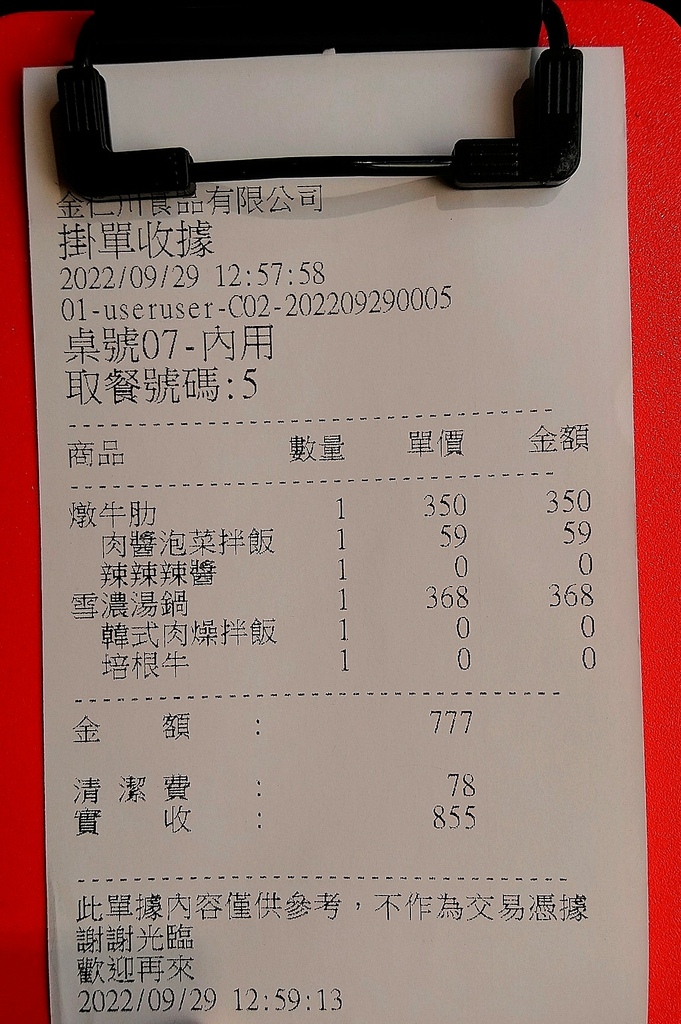 金仁川食品有限公司
掛單收據
2022/09/29 12:57:58
01-useruser-C02-202209290005
桌號07-內用
取餐號碼:5
商品 數量 單價 金額
燉牛肋 1 350 350
肉醬泡菜拌飯 1 59 59
辣辣辣醬 1 0 0
雪濃湯鍋 1 368 368
韓式肉燥拌飯 1 0 0
培根牛 1 0 0
金額: 777
清潔費: 78
實收: 855
此單據內容僅供參考，不作為交易憑據
謝謝光臨
歡迎再來
2022/09/29 12:59:13